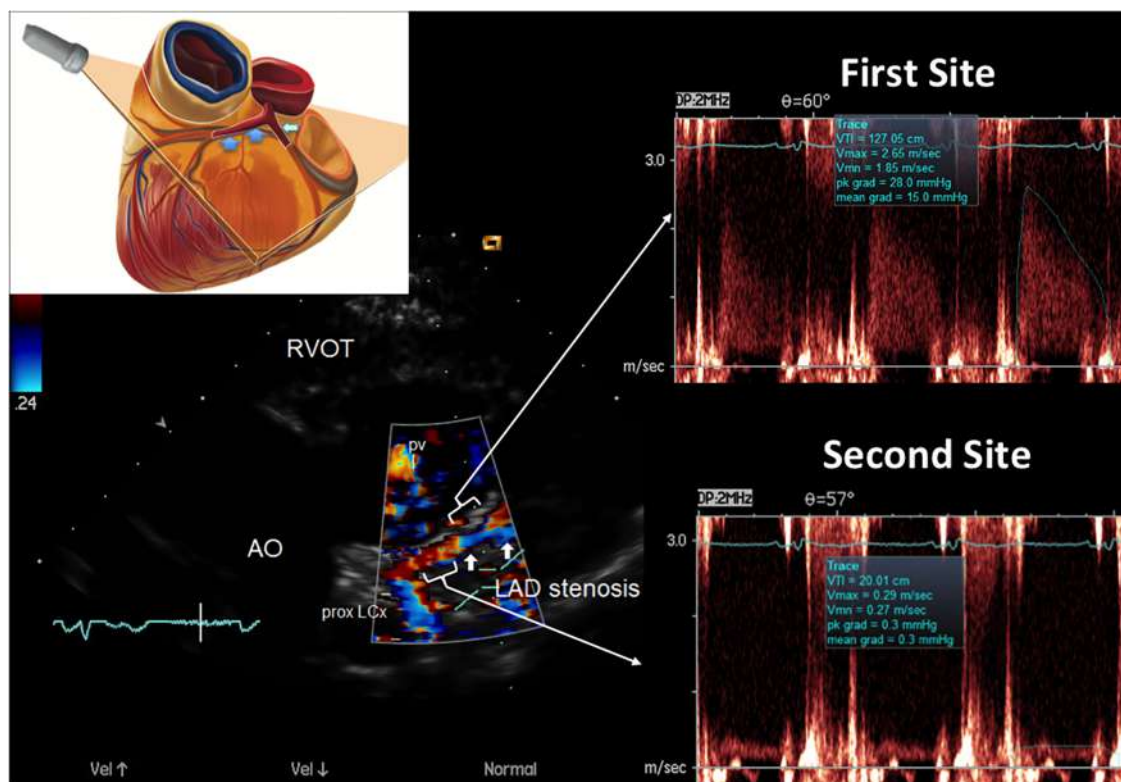 First Site
DP:2MHz
θ=60°
Trace
VTI = 127.05 cm
Vmax = 2.65 m/sec
Vmn = 1.85 m/sec
pk grad = 28.0 mmHg
mean grad = 15.0 mmHg
3.0
m/sec
RVOT
.24
pv
AO
LAD stenosis
prox LCx
Second Site
DP:2MHz
θ=57°
3.0
Trace
VTI = 20.01 cm
Vmax = 0.29 m/sec
Vmn = 0.27 m/sec
pk grad = 0.3 mmHg
mean grad = 0.3 mmHg
m/sec
Vel ↑
Vel ↓
Normal